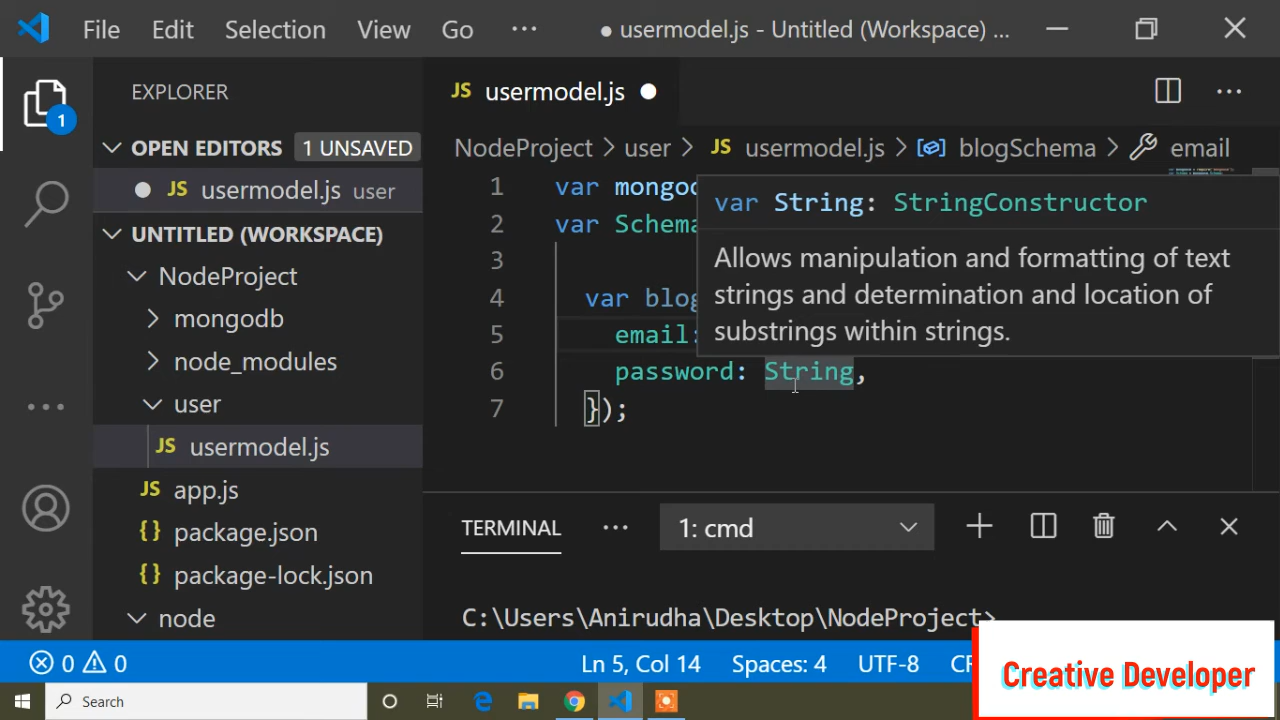 File Edit Selection View Go ··· ● usermodel.js - Untitled (Workspace) ...
EXPLORER
JS usermodel.js ●
1
OPEN EDITORS 1 UNSAVED
NodeProject > user > JS usermodel.js > blogSchema > email
● JS usermodel.js user
1 var mongod
var String: StringConstructor
2 var Schema
UNTITLED (WORKSPACE)
3
Allows manipulation and formatting of text
NodeProject
4 var blog
strings and determination and location of
mongodb
5 email:
substrings within strings.
node_modules
6 password: String,
user
7 });
JS usermodel.js
JS app.js
{} package.json
TERMINAL ··· 1: cmd
{} package-lock.json
node
C:\Users\Anirudha\Desktop\NodeProject>
0 0 Ln 5, Col 14 Spaces: 4 UTF-8
Creative Developer
Search